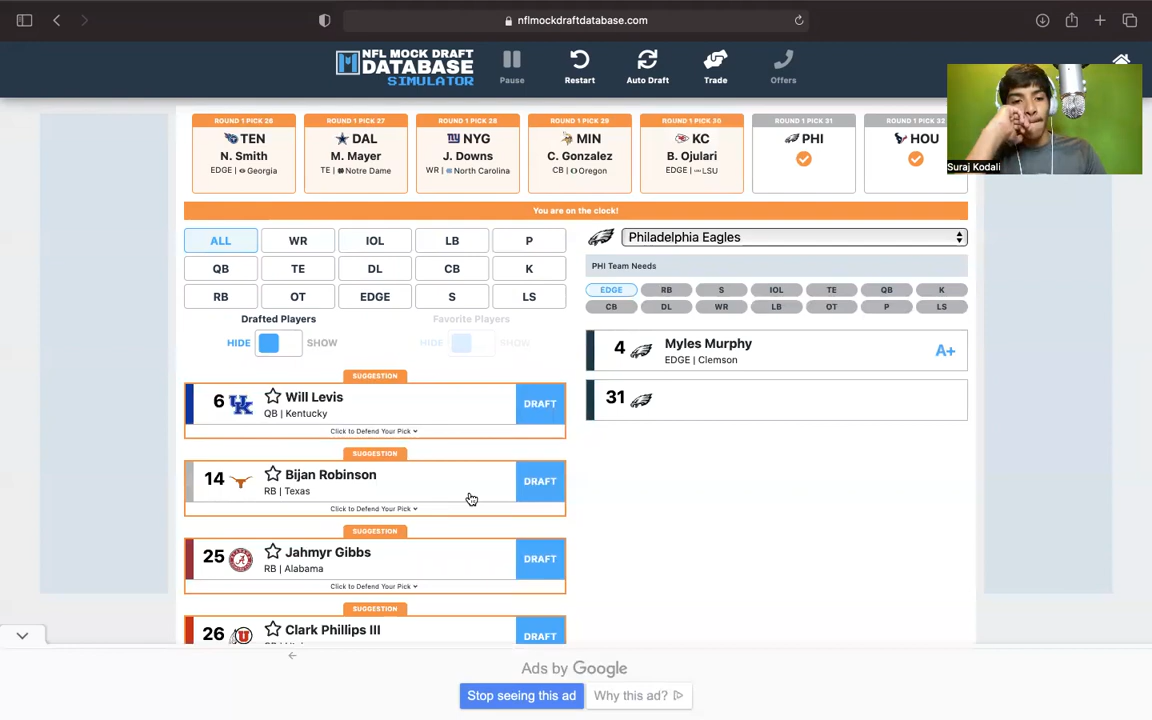 nflmockdraftdatabase.com
NFL MOCK DRAFT
DATABASE
SIMULATOR
Pause
Restart
Auto Draft
Trade
Offers
Suraj Kodali
ROUND 1 PICK 26
TEN
N. Smith
EDGE | Georgia
ROUND 1 PICK 27
DAL
M. Mayer
TE | Notre Dame
ROUND 1 PICK 28
NYG
J. Downs
WR | North Carolina
ROUND 1 PICK 29
MIN
C. Gonzalez
CB | Oregon
ROUND 1 PICK 30
KC
B. Ojulari
EDGE | LSU
ROUND 1 PICK 31
PHI
ROUND 1 PICK 32
HOU
You are on the clock!
ALL
WR
IOL
LB
P
QB
TE
DL
CB
K
RB
OT
EDGE
S
LS
Drafted Players
HIDE
SHOW
Favorite Players
HIDE
SHOW
SUGGESTION
6
UK
Will Levis
QB | Kentucky
DRAFT
Click to Defend Your Pick
SUGGESTION
14
Bijan Robinson
RB | Texas
DRAFT
Click to Defend Your Pick
SUGGESTION
25
Jahmyr Gibbs
RB | Alabama
DRAFT
Click to Defend Your Pick
SUGGESTION
26
Clark Phillips III
DRAFT
Philadelphia Eagles
PHI Team Needs
EDGE
RB
S
IOL
TE
QB
K
CB
DL
WR
LB
OT
P
LS
4
Myles Murphy
EDGE | Clemson
A+
31
Ads by Google
Stop seeing this ad
Why this ad?